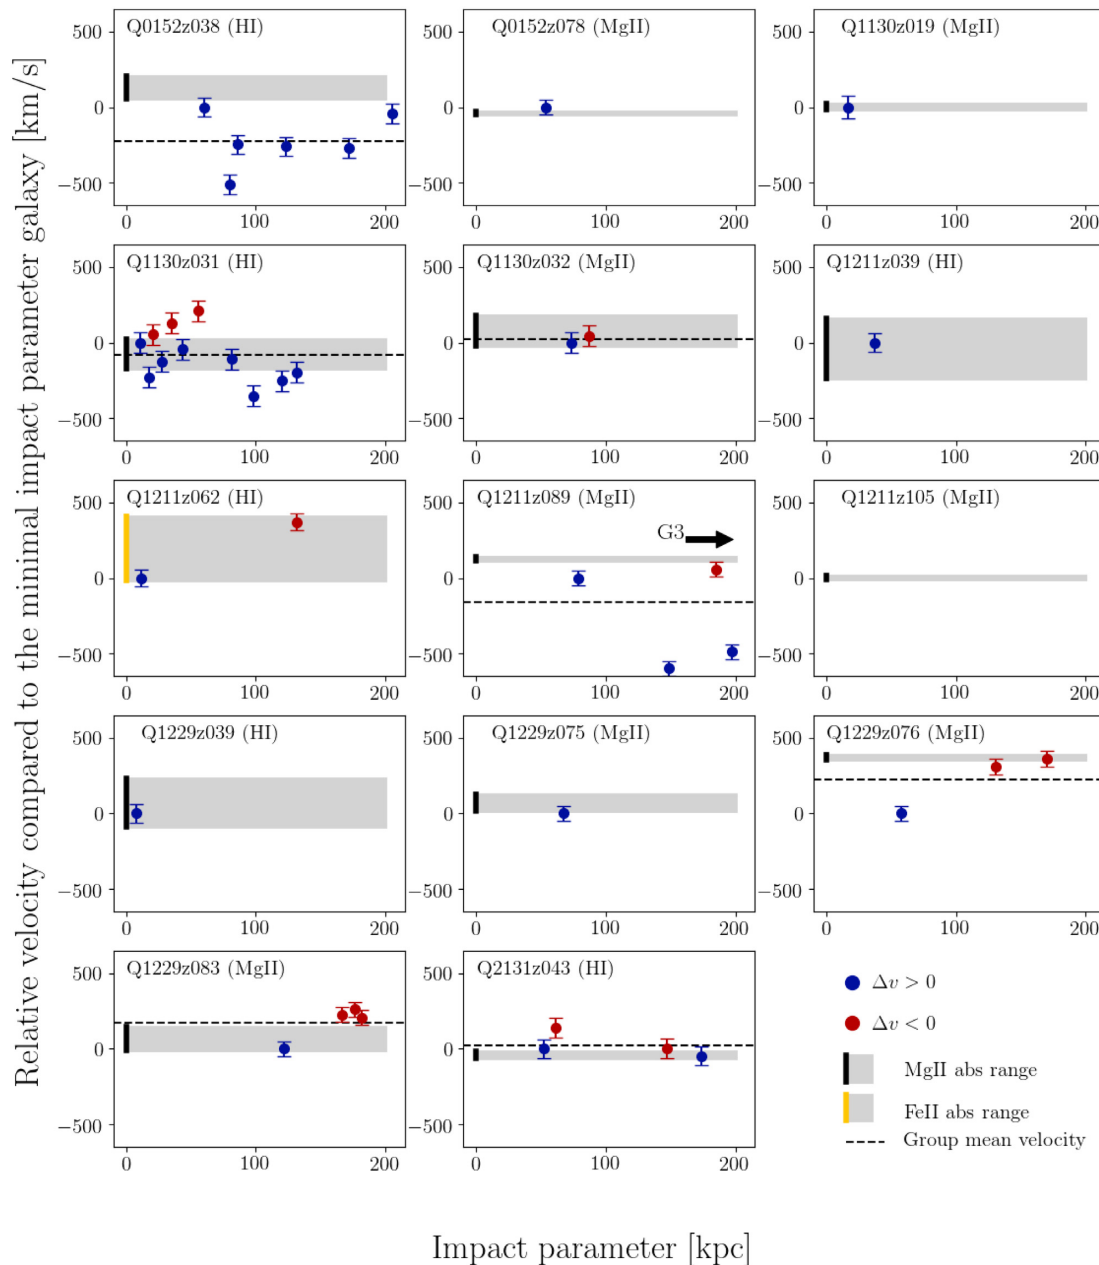 Relative velocity compared to the minimal impact parameter galaxy [km/s]
Q0152z038 (HI)
500
0
−500
0 100 200
Q0152z078 (MgII)
500
0
−500
0 100 200
Q1130z019 (MgII)
500
0
−500
0 100 200
Q1130z031 (HI)
500
0
−500
0 100 200
Q1130z032 (MgII)
500
0
−500
0 100 200
Q1211z039 (HI)
500
0
−500
0 100 200
Q1211z062 (HI)
500
0
−500
0 100 200
Q1211z089 (MgII)
G3
500
0
−500
0 100 200
Q1211z105 (MgII)
500
0
−500
0 100 200
Q1229z039 (HI)
500
0
−500
0 100 200
Q1229z075 (MgII)
500
0
−500
0 100 200
Q1229z076 (MgII)
500
0
−500
0 100 200
Q1229z083 (MgII)
500
0
−500
0 100 200
Q2131z043 (HI)
500
0
−500
0 100 200
Δv > 0
Δv < 0
MgII abs range
FeII abs range
Group mean velocity
Impact parameter [kpc]